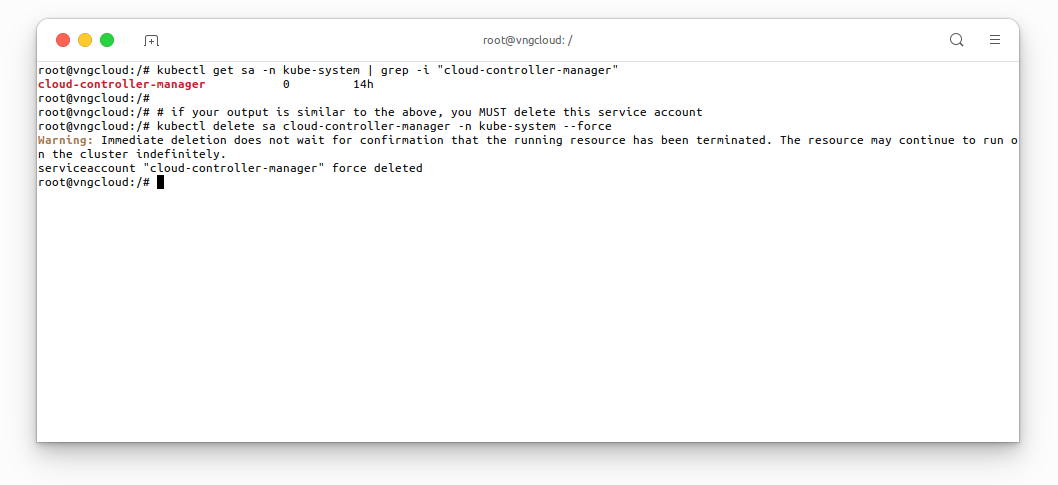 root@vngcloud: /
root@vngcloud:/# kubectl get sa -n kube-system | grep -i "cloud-controller-manager"
cloud-controller-manager           0         14h
root@vngcloud:/#
root@vngcloud:/# # if your output is similar to the above, you MUST delete this service account
root@vngcloud:/# kubectl delete sa cloud-controller-manager -n kube-system --force
Warning: Immediate deletion does not wait for confirmation that the running resource has been terminated. The resource may continue to run o
n the cluster indefinitely.
serviceaccount "cloud-controller-manager" force deleted
root@vngcloud:/#